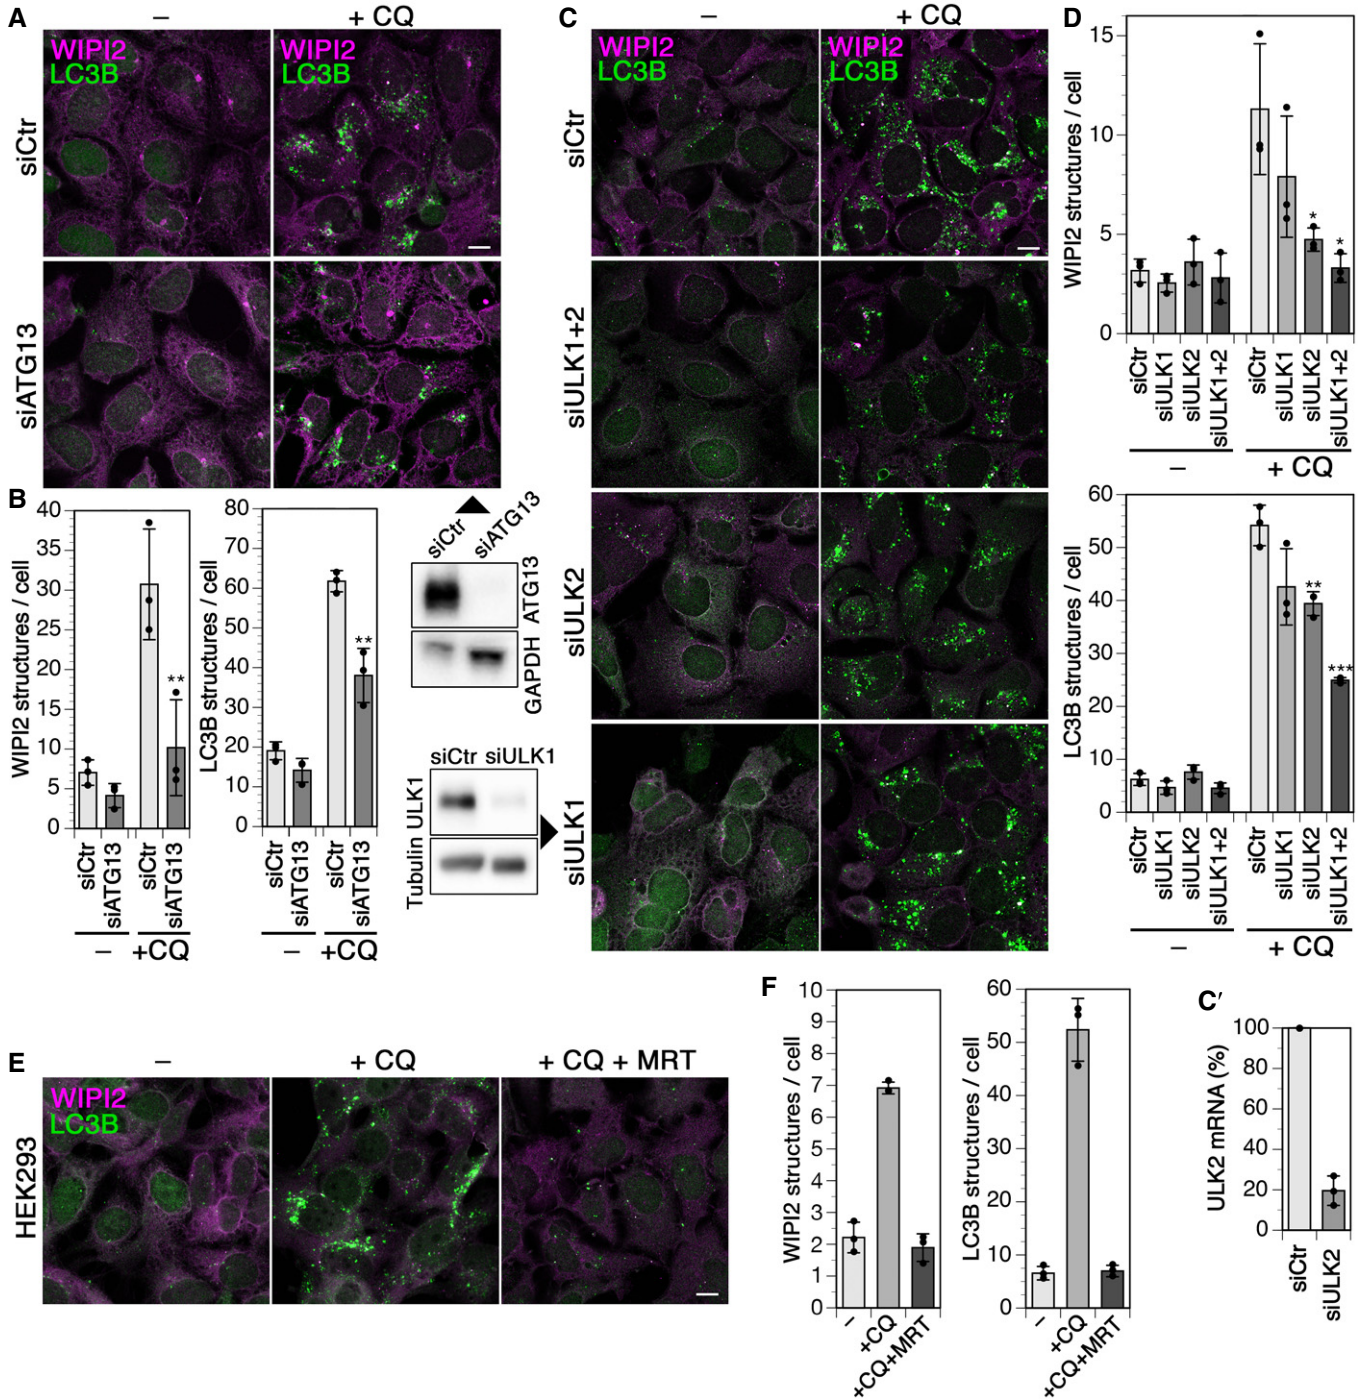 A
–
+ CQ
WIPI2
LC3B
WIPI2
LC3B
siCtr
siATG13
B
WIPI2 structures / cell
40
35
30
25
20
15
10
5
0
**
siCtr
siATG13
siCtr
siATG13
–
+CQ
LC3B structures / cell
80
70
60
50
40
30
20
10
0
**
siCtr
siATG13
siCtr
siATG13
–
+CQ
siCtr
siATG13
ATG13
GAPDH
siCtr siULK1
ULK1
Tubulin
C
–
+ CQ
WIPI2
LC3B
WIPI2
LC3B
siCtr
siULK1+2
siULK2
siULK1
D
WIPI2 structures / cell
15
10
5
0
*
*
siCtr
siULK1
siULK2
siULK1+2
siCtr
siULK1
siULK2
siULK1+2
–
+ CQ
LC3B structures / cell
60
50
40
30
20
10
0
**
***
siCtr
siULK1
siULK2
siULK1+2
siCtr
siULK1
siULK2
siULK1+2
–
+ CQ
E
–
+ CQ
+ CQ + MRT
WIPI2
LC3B
HEK293
F
WIPI2 structures / cell
10
9
8
7
6
5
4
3
2
1
0
–
+CQ
+CQ+MRT
LC3B structures / cell
60
50
40
30
20
10
0
–
+CQ
+CQ+MRT
C′
ULK2 mRNA (%)
100
80
60
40
20
0
siCtr
siULK2